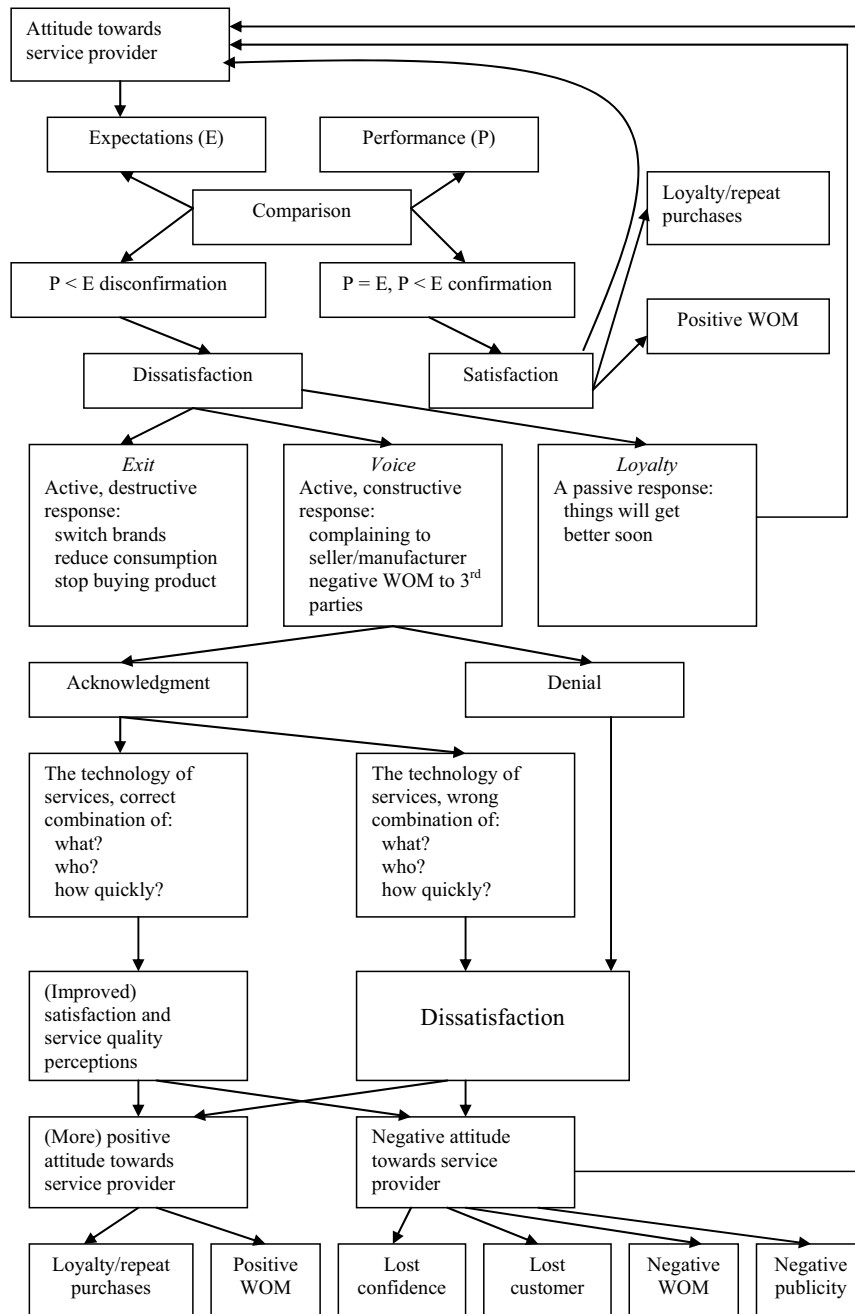 Attitude towards
service provider
Expectations (E)
Performance (P)
Comparison
Loyalty/repeat
purchases
P < E disconfirmation
P = E, P < E confirmation
Positive WOM
Dissatisfaction
Satisfaction
Exit
Active, destructive
response:
switch brands
reduce consumption
stop buying product
Voice
Active, constructive
response:
complaining to
seller/manufacturer
negative WOM to 3rd
parties
Loyalty
A passive response:
things will get
better soon
Acknowledgment
Denial
The technology of
services, correct
combination of:
what?
who?
how quickly?
The technology of
services, wrong
combination of:
what?
who?
how quickly?
(Improved)
satisfaction and
service quality
perceptions
Dissatisfaction
(More) positive
attitude towards
service provider
Negative attitude
towards service
provider
Loyalty/repeat
purchases
Positive
WOM
Lost
confidence
Lost
customer
Negative
WOM
Negative
publicity